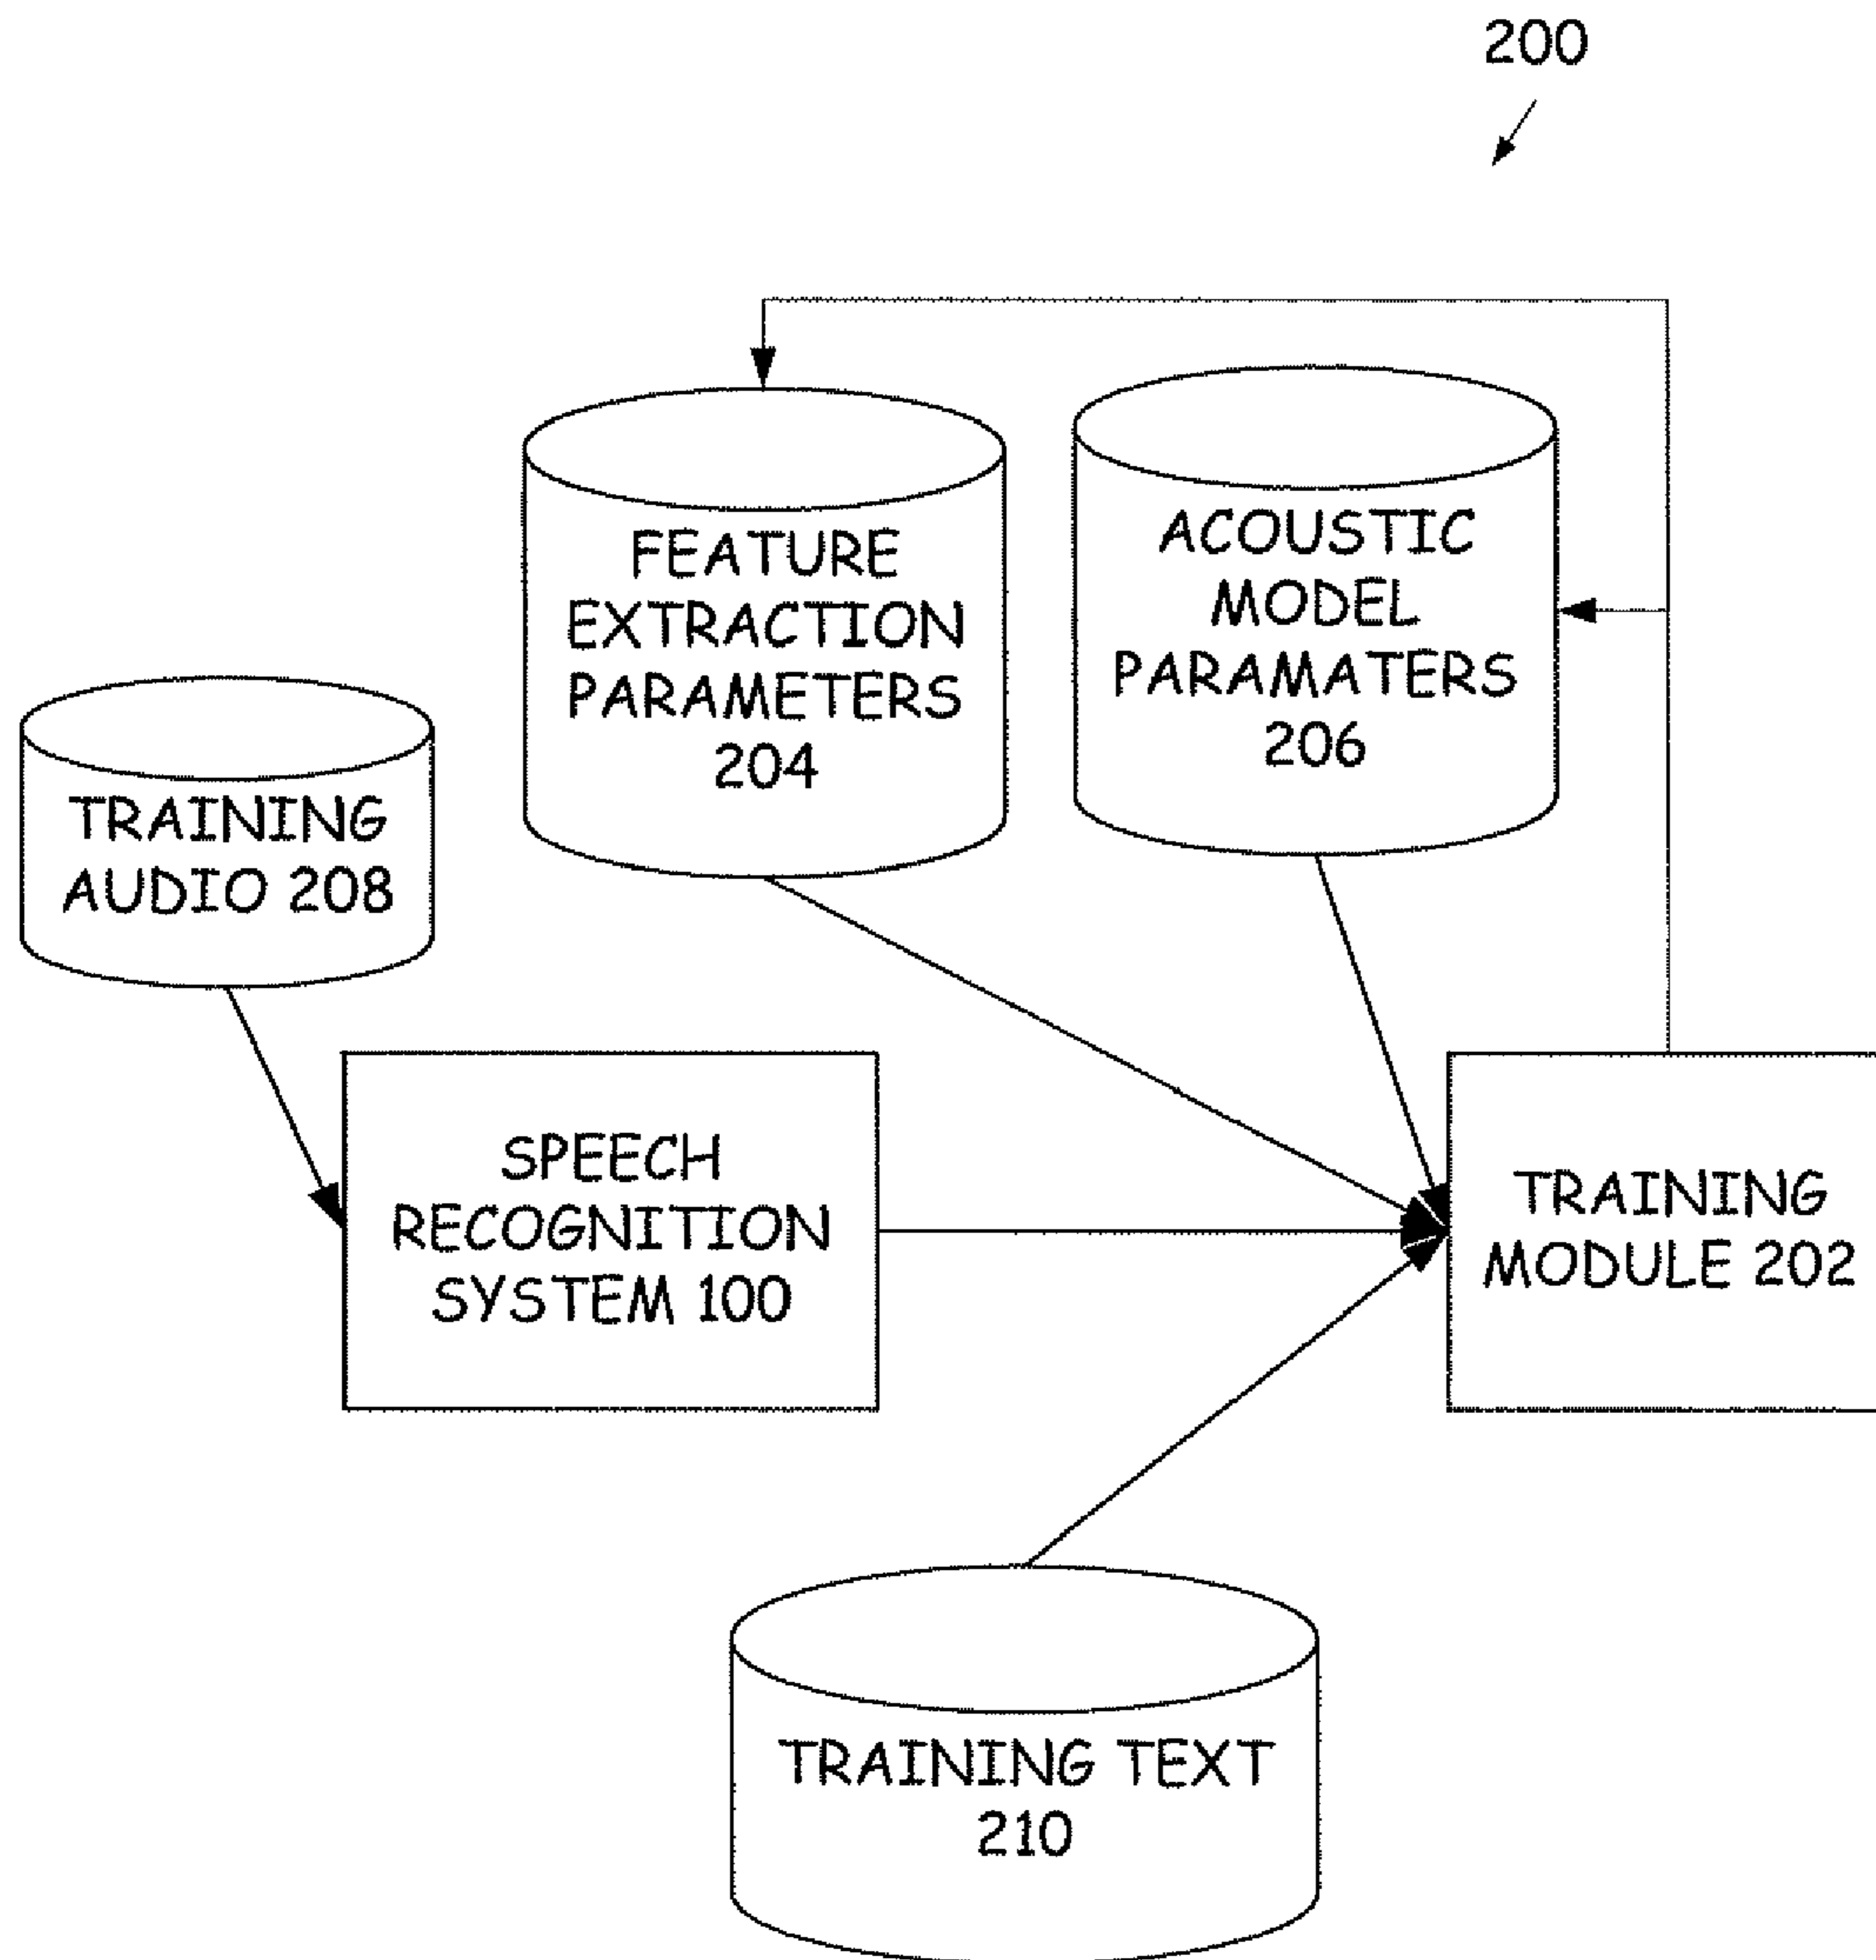 200
FEATURE
EXTRACTION
PARAMETERS
204
ACOUSTIC
MODEL
PARAMATERS
206
TRAINING
AUDIO 208
SPEECH
RECOGNITION
SYSTEM 100
TRAINING
MODULE 202
TRAINING TEXT
210